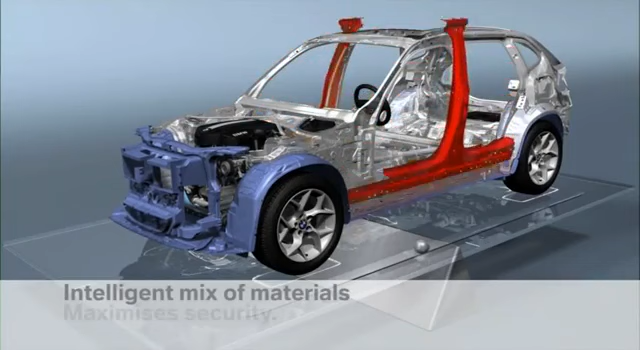 Intelligent mix of materials
Maximises security.